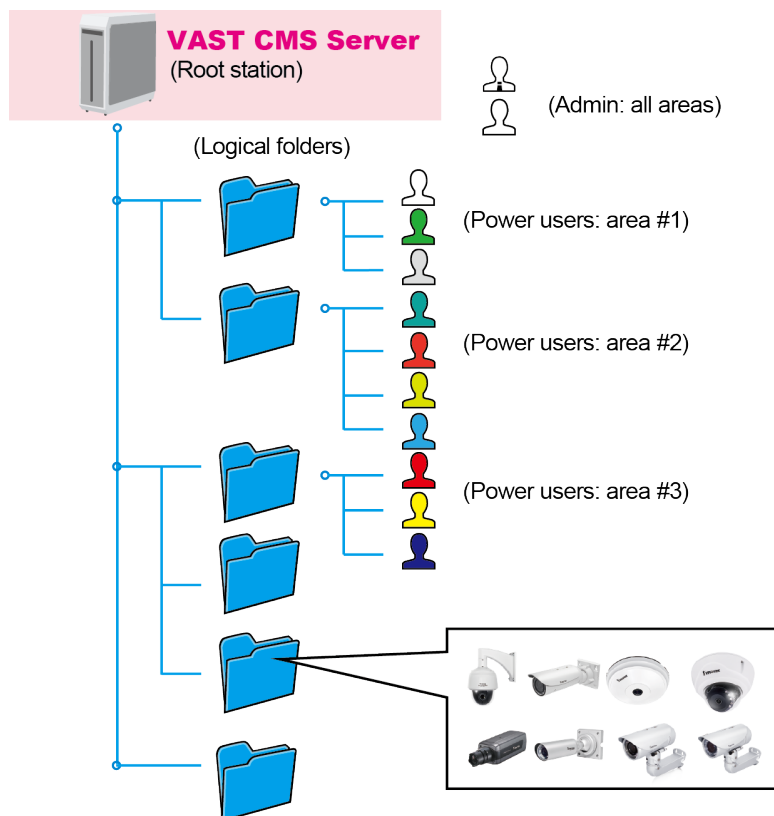 VAST CMS Server
(Root station)
(Admin: all areas)
(Logical folders)
(Power users: area #1)
(Power users: area #2)
(Power users: area #3)